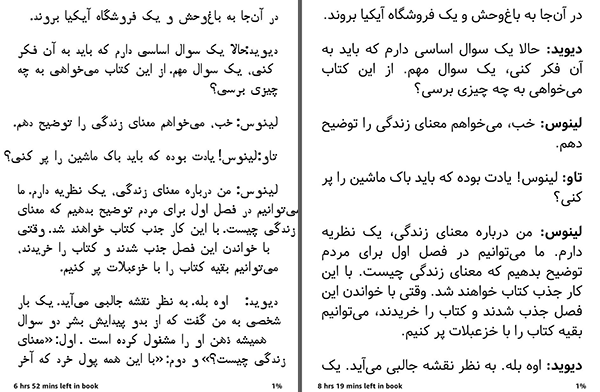 در آن‌جا به باغ‌وحش و یک فروشگاه آیکیا بروند.
دیوید:حالا یک سوال اساسی دارم که باید به آن فکر
کنی، یک سوال مهم. از این کتاب می‌خواهی به چه
چیزی برسی؟
لینوس: خب، می‌خواهم معنای زندگی را توضیح دهم.
تاو:لینوس! یادت بوده که باید باک ماشین را پر کنی؟
لینوس: من درباره معنای زندگی، یک نظریه دارم. ما
می‌توانیم در فصل اول برای مردم توضیح بدهیم که معنای
زندگی چیست. با این کار جذب کتاب خواهند شد. وقتی
با خواندن این فصل جذب شدند و کتاب را خریدند،
می‌توانیم بقیه کتاب را با خزعبلات پر کنیم.
دیوید: اوه بله. به نظر نقشه جالبی می‌آید. یک بار
شخصی به من گفت که از بدو پیدایش بشر دو سوال
همیشه ذهن او را مشغول کرده است . اول: «معنای
زندگی چیست؟» و دوم: «با این همه پول خرد که آخر
6 hrs 52 mins left in book 1%
در آن‌جا به باغ‌وحش و یک فروشگاه آیکیا بروند.
دیوید: حالا یک سوال اساسی دارم که باید به
آن فکر کنی، یک سوال مهم. از این کتاب
می‌خواهی به چه چیزی برسی؟
لینوس: خب، می‌خواهم معنای زندگی را توضیح
دهم.
تاو: لینوس! یادت بوده که باید باک ماشین را پر
کنی؟
لینوس: من درباره معنای زندگی، یک نظریه
دارم. ما می‌توانیم در فصل اول برای مردم
توضیح بدهیم که معنای زندگی چیست. با این
کار جذب کتاب خواهند شد. وقتی با خواندن این
فصل جذب شدند و کتاب را خریدند، می‌توانیم
بقیه کتاب را با خزعبلات پر کنیم.
دیوید: اوه بله. به نظر نقشه جالبی می‌آید. یک
8 hrs 19 mins left in book 1%